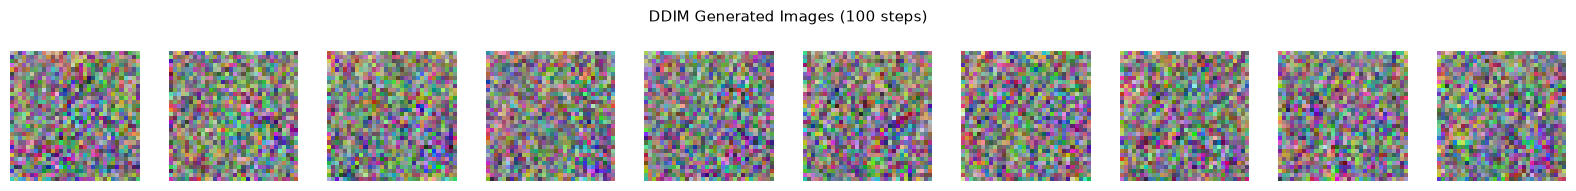 DDIM Generated Images (100 steps)